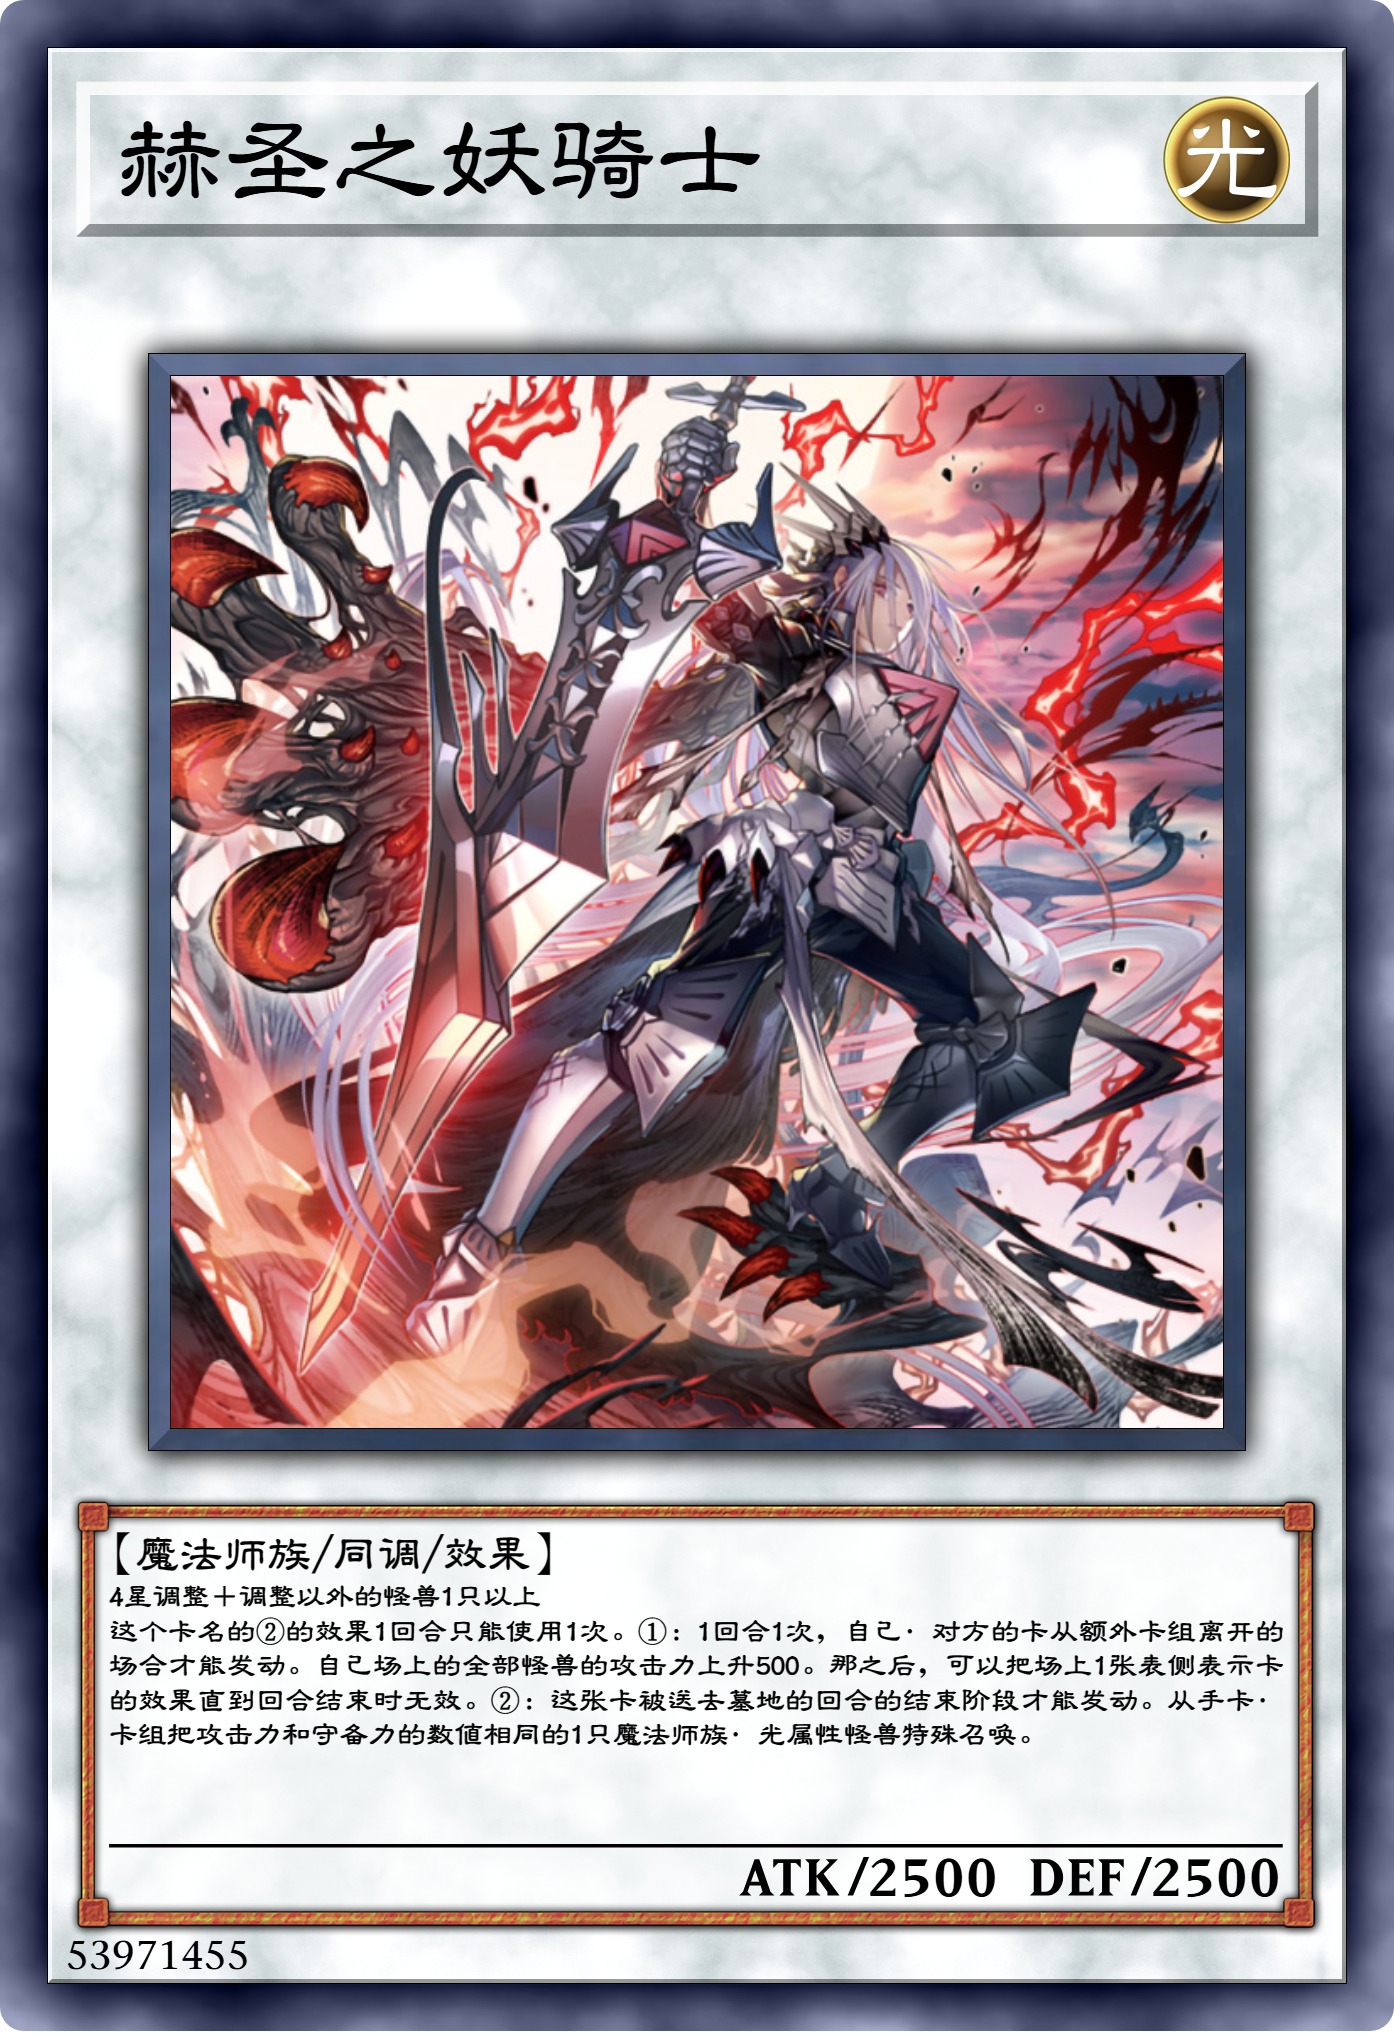 赫圣之妖骑士
光
【魔法师族/同调/效果】
4星调整＋调整以外的怪兽1只以上
这个卡名的②的效果1回合只能使用1次。①：1回合1次，自己·对方的卡从额外卡组离开的
场合才能发动。自己场上的全部怪兽的攻击力上升500。那之后，可以把场上1张表侧表示卡
的效果直到回合结束时无效。②：这张卡被送去墓地的回合的结束阶段才能发动。从手卡·
卡组把攻击力和守备力的数值相同的1只魔法师族·光属性怪兽特殊召唤。
ATK/2500 DEF/2500
53971455